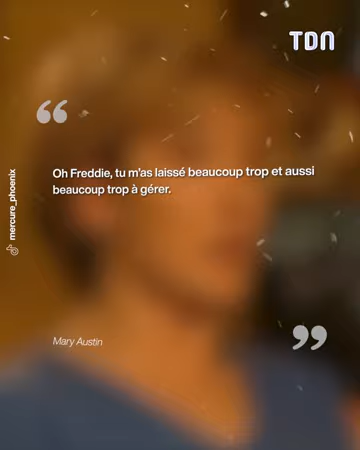 TDN
Oh Freddie, tu m'as laissé beaucoup trop et aussi
beaucoup trop à gérer.
Mary Austin
mercure_phoenix